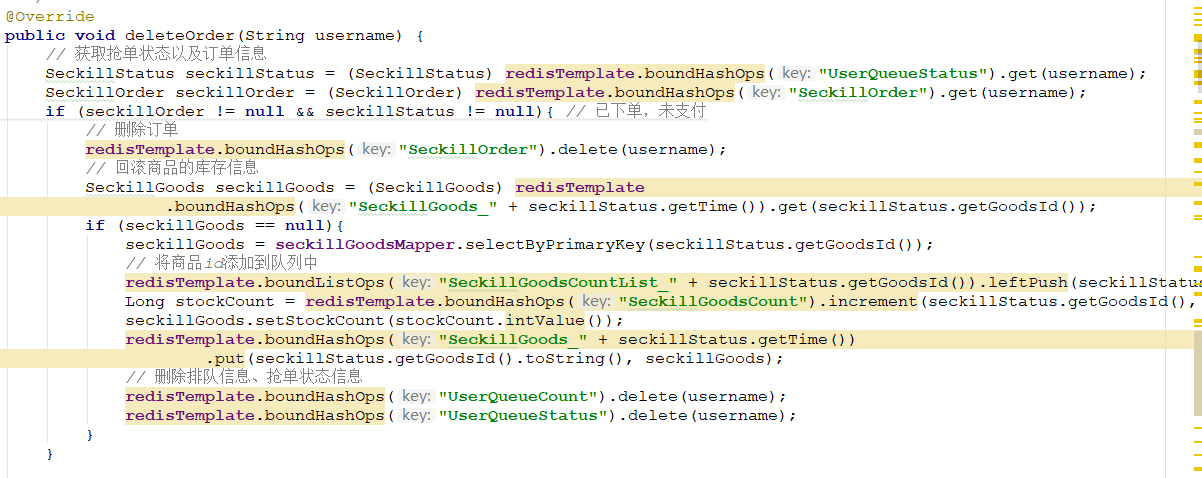 @Override
public void deleteOrder(String username) {
// 获取抢单状态以及订单信息
SeckillStatus seckillStatus = (SeckillStatus) redisTemplate.boundHashOps( key: "UserQueueStatus").get(username);
SeckillOrder seckillOrder = (SeckillOrder) redisTemplate.boundHashOps( key: "SeckillOrder").get(username);
if (seckillOrder != null && seckillStatus != null){ // 已下单，未支付
// 删除订单
redisTemplate.boundHashOps( key: "SeckillOrder").delete(username);
// 回滚商品的库存信息
SeckillGoods seckillGoods = (SeckillGoods) redisTemplate
.boundHashOps( key: "SeckillGoods_" + seckillStatus.getTime()).get(seckillStatus.getGoodsId());
if (seckillGoods == null){
seckillGoods = seckillGoodsMapper.selectByPrimaryKey(seckillStatus.getGoodsId());
// 将商品id添加到队列中
redisTemplate.boundListOps( key: "SeckillGoodsCountList_" + seckillStatus.getGoodsId()).leftPush(seckillStatus
Long stockCount = redisTemplate.boundHashOps( key: "SeckillGoodsCount").increment(seckillStatus.getGoodsId(),
seckillGoods.setStockCount(stockCount.intValue());
redisTemplate.boundHashOps( key: "SeckillGoods_" + seckillStatus.getTime())
.put(seckillStatus.getGoodsId().toString(), seckillGoods);
// 删除排队信息、抢单状态信息
redisTemplate.boundHashOps( key: "UserQueueCount").delete(username);
redisTemplate.boundHashOps( key: "UserQueueStatus").delete(username);
}
}